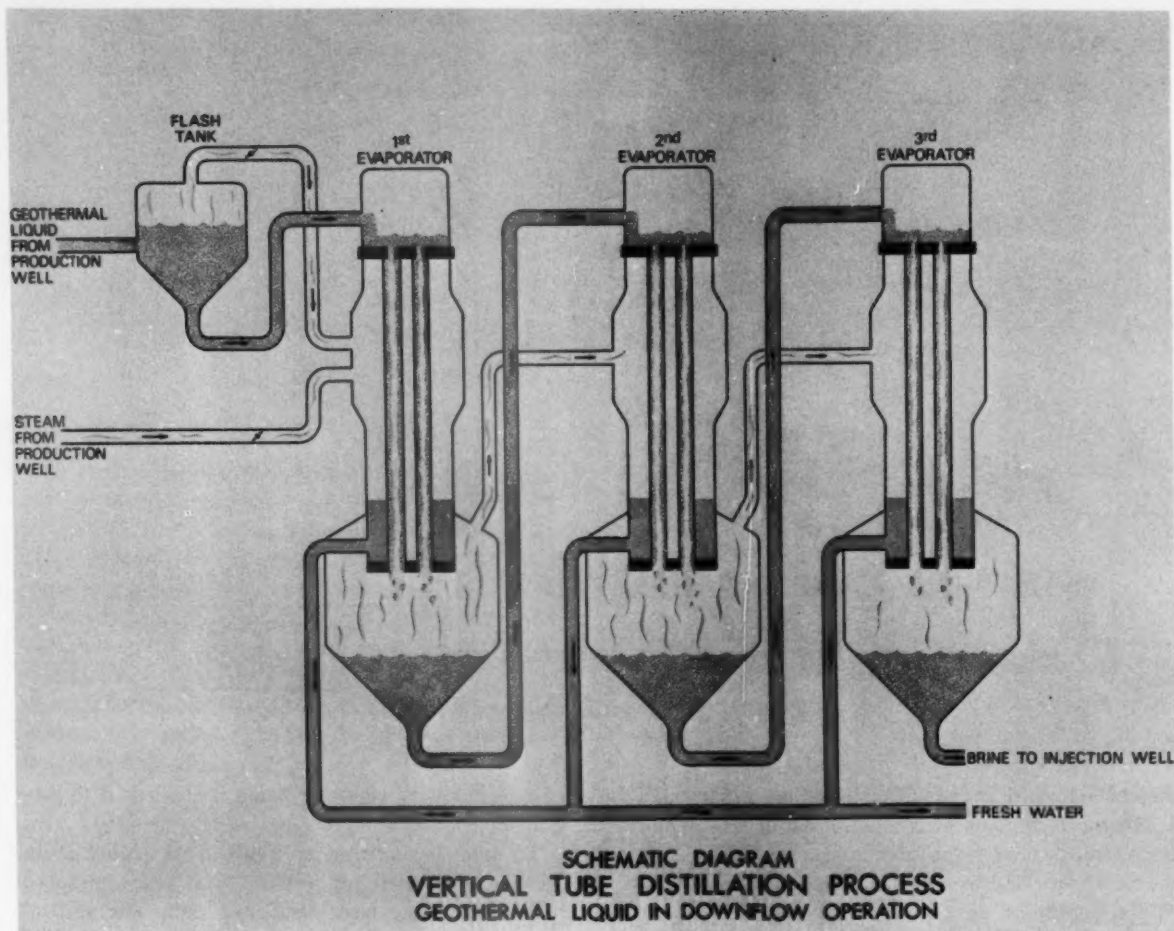 FLASH
TANK
1st
EVAPORATOR
2nd
EVAPORATOR
3rd
EVAPORATOR
GEOTHERMAL
LIQUID
FROM
PRODUCTION
WELL
STEAM
FROM
PRODUCTION
WELL
BRINE TO INJECTION WELL
FRESH WATER
SCHEMATIC DIAGRAM
VERTICAL TUBE DISTILLATION PROCESS
GEOTHERMAL LIQUID IN DOWNFLOW OPERATION